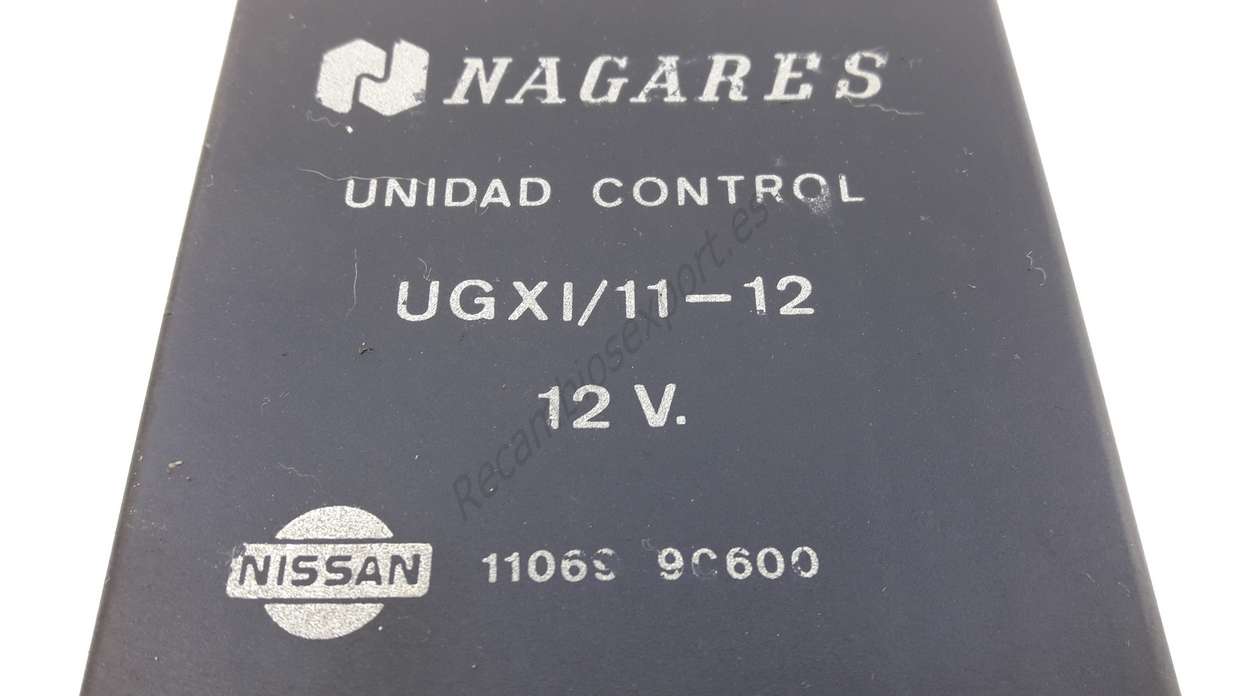 NAGARES
UNIDAD CONTROL
UGXI/11-12
12 V.
NISSAN 11069 9C600
Recambiosexport.es